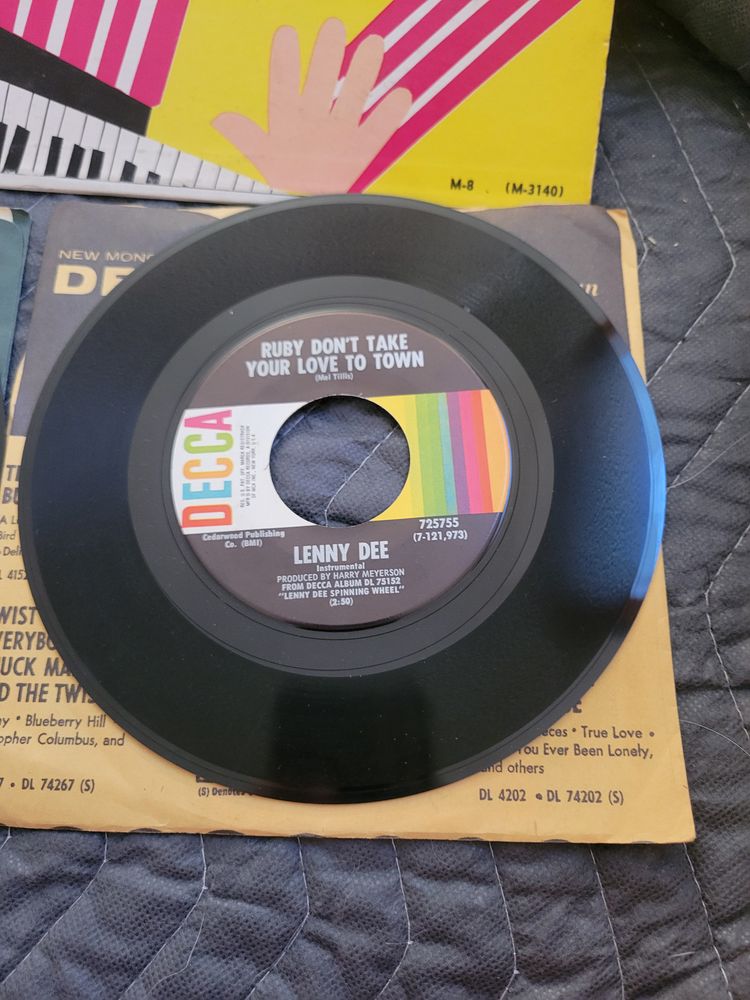 M-8 (M-3140)
NEW MONO
DE
RUBY DON'T TAKE
YOUR LOVE TO TOWN
(Mel Tillis)
DECCA
Cedarwood Publishing
Co. (BMI)
725755
(7-121,973)
LENNY DEE
Instrumental
PRODUCED BY HARRY MEYERSON
FROM DECCA ALBUM DL 75152
"LENNY DEE SPINNING WHEEL"
(2:50)
WIST
VERYBO
UCK MA
D THE TWIS
y • Blueberry Hill
opher Columbus, and
7 • DL 74267 (S)
(S) Denotes
eces • True Love •
You Ever Been Lonely,
and others
DL 4202 • DL 74202 (S)